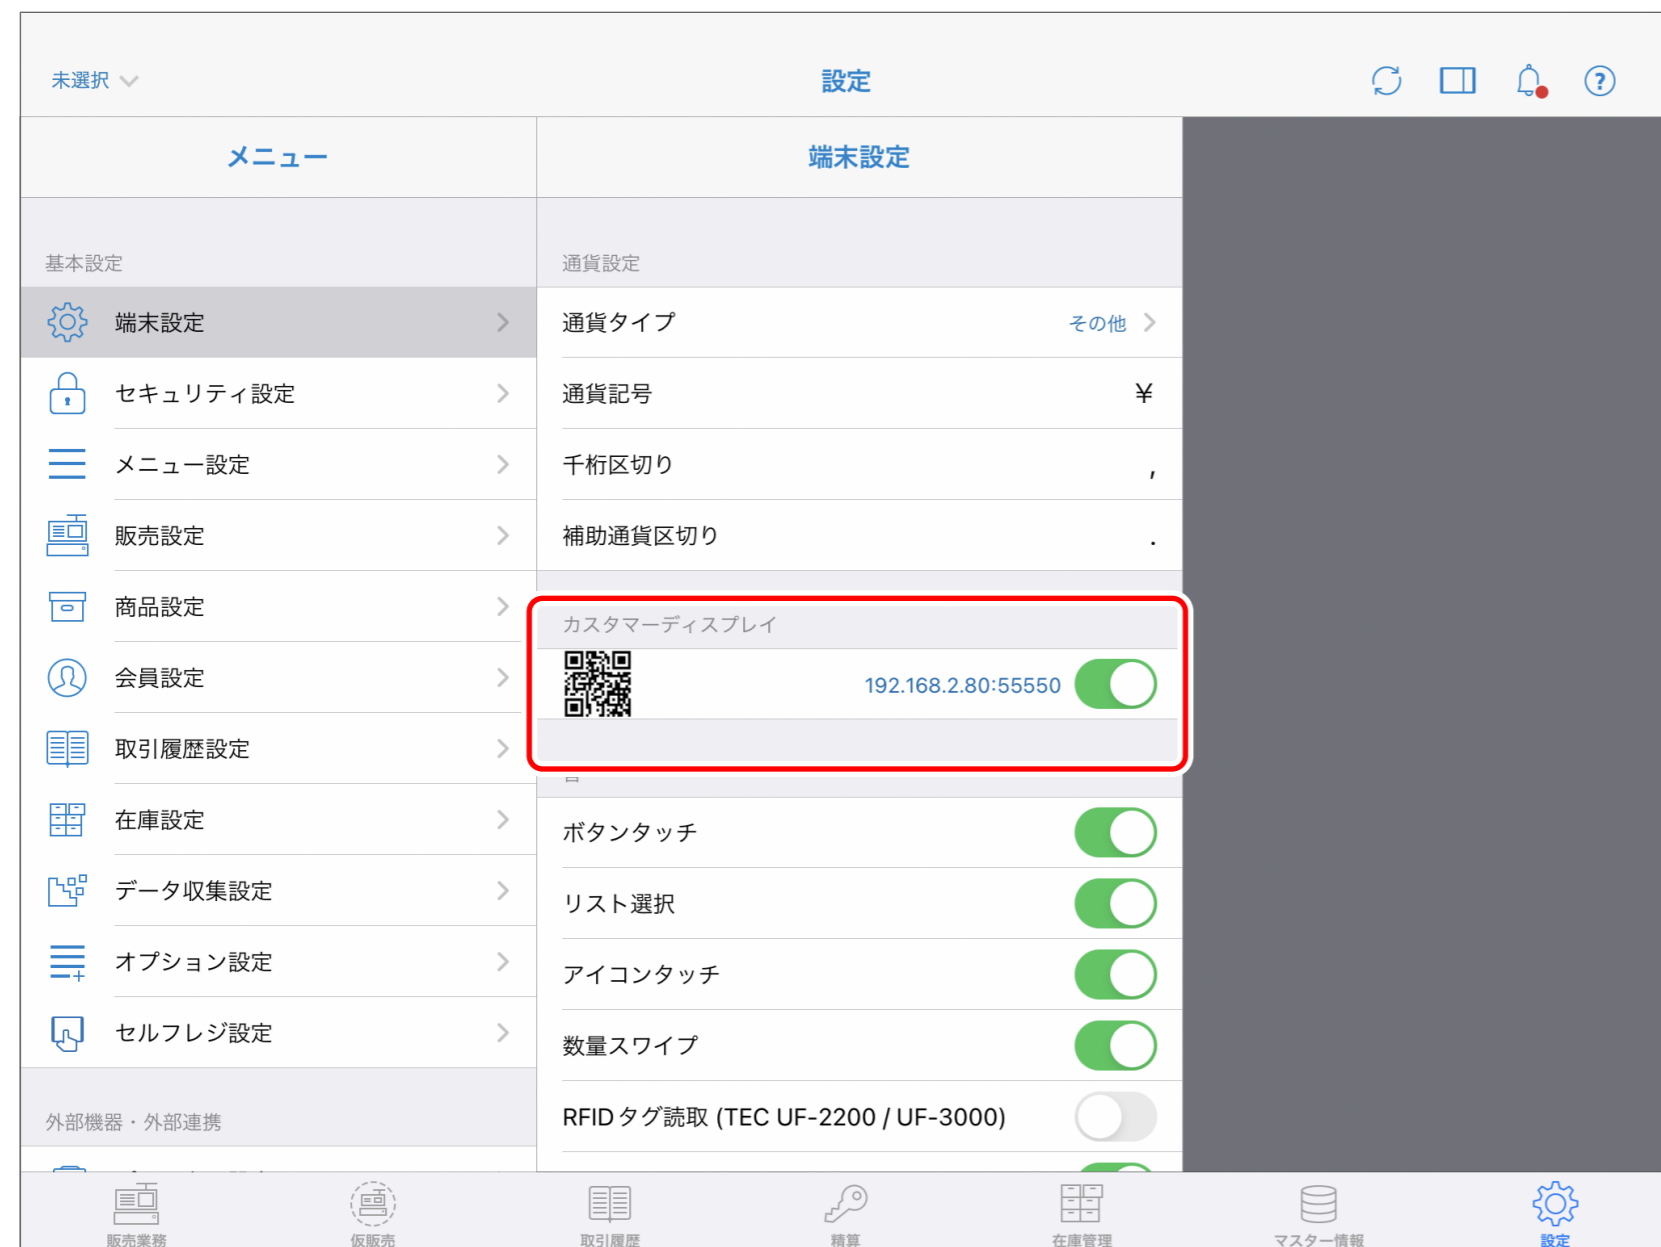 未選択
設定
?
メニュー
端末設定
基本設定
端末設定
セキュリティ設定
メニュー設定
販売設定
商品設定
会員設定
取引履歴設定
在庫設定
データ収集設定
オプション設定
セルフレジ設定
外部機器・外部連携
通貨設定
通貨タイプ その他
通貨記号 ¥
千桁区切り ,
補助通貨区切り .
カスタマーディスプレイ
192.168.2.80:55550
ボタンタッチ
リスト選択
アイコンタッチ
数量スワイプ
RFIDタグ読取 (TEC UF-2200 / UF-3000)
販売業務
仮販売
取引履歴
精算
在庫管理
マスター情報
設定